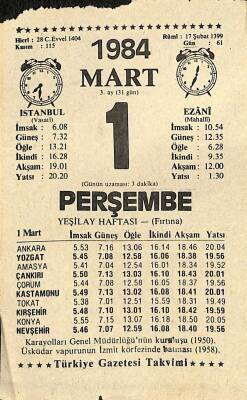 Hicri : 28 C.Evvel 1404
Kasım : 115
1984
Rûmî : 17 Şubat 1399
Gün : 61
MART
3. ay (31 gün)
İSTANBUL
(Vasatî)
İmsak : 6.08
Güneş : 7.32
Öğle : 13.21
İkindi : 16.28
Akşam : 19.01
Yatsı : 20.20
1
EZÂNÎ
(Mahallî)
İmsak : 10.54
Güneş : 12.35
Öğle : 6.28
İkindi : 9.35
Akşam : 12.00
Yatsı : 1.30
(Günün uzaması: 3 dakika)
PERŞEMBE
YEŞİLAY HAFTASI — (Fırtına)
1 Mart İmsak Güneş Öğle İkindi Akşam Yatsı
ANKARA 5.53 7.16 13.06 16.14 18.46 20.04
YOZGAT 5.45 7.08 12.58 16.06 18.38 19.56
AMASYA 5.41 7.04 12.54 16.01 18.34 19.52
ÇANKIRI 5.50 7.13 13.03 16.10 18.43 20.01
ÇORUM 5.44 7.08 12.58 16.05 18.37 19.56
KASTAMONU 5.49 7.13 13.02 16.08 18.41 20.01
TOKAT 5.38 7.01 12.51 15.59 18.31 19.49
KIRŞEHİR 5.48 7.10 13.01 16.10 18.42 19.59
KONYA 5.55 7.15 13.07 16.18 18.50 20.05
NEVŞEHİR 5.46 7.07 12.59 16.08 18.40 19.56
Karayolları Genel Müdürlüğü'nün kuruluşu (1950).
Üsküdar vapurunun İzmit körfezinde batması (1958).
★★★★ Türkiye Gazetesi Takvimi ★★★★